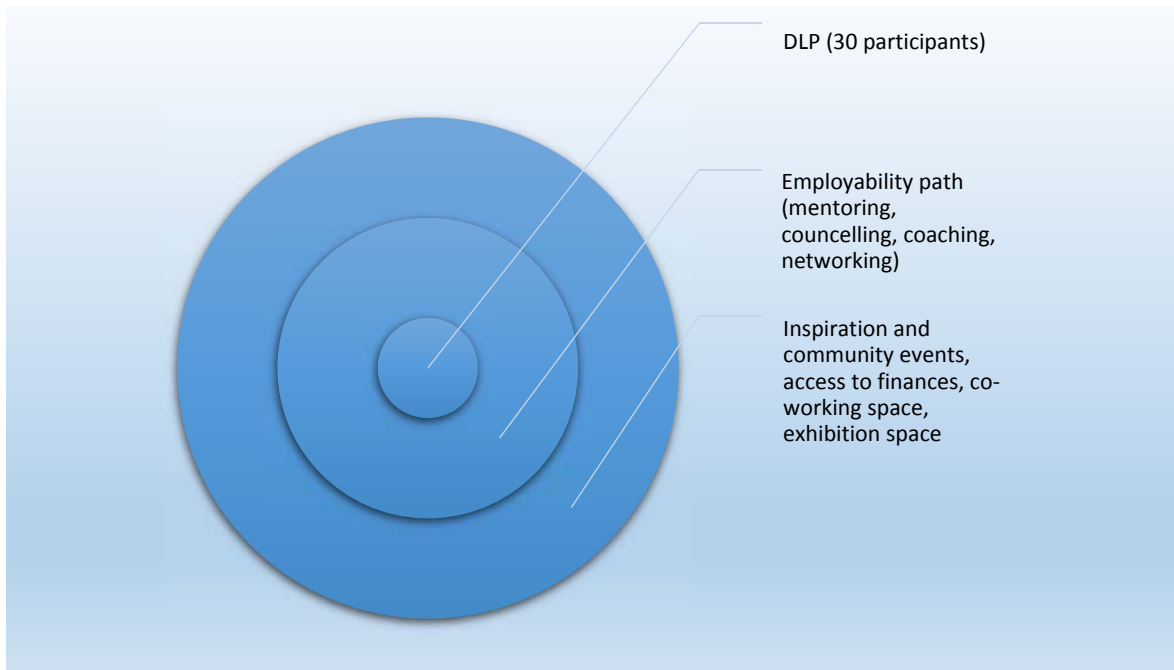 DLP (30 participants)
Employability path
(mentoring,
councelling, coaching,
networking)
Inspiration and
community events,
access to finances, co-
working space,
exhibition space